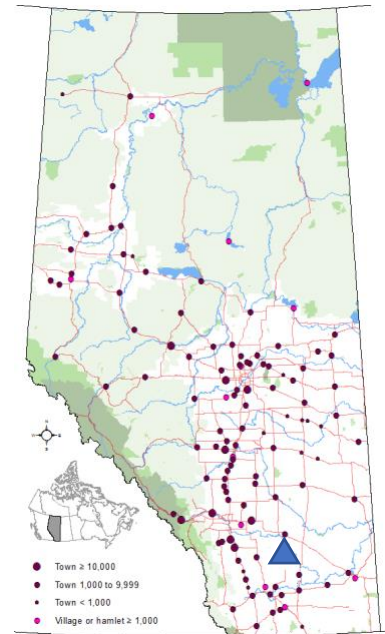 Town ≥ 10,000
Town 1,000 to 9,999
Town < 1,000
Village or hamlet ≥ 1,000